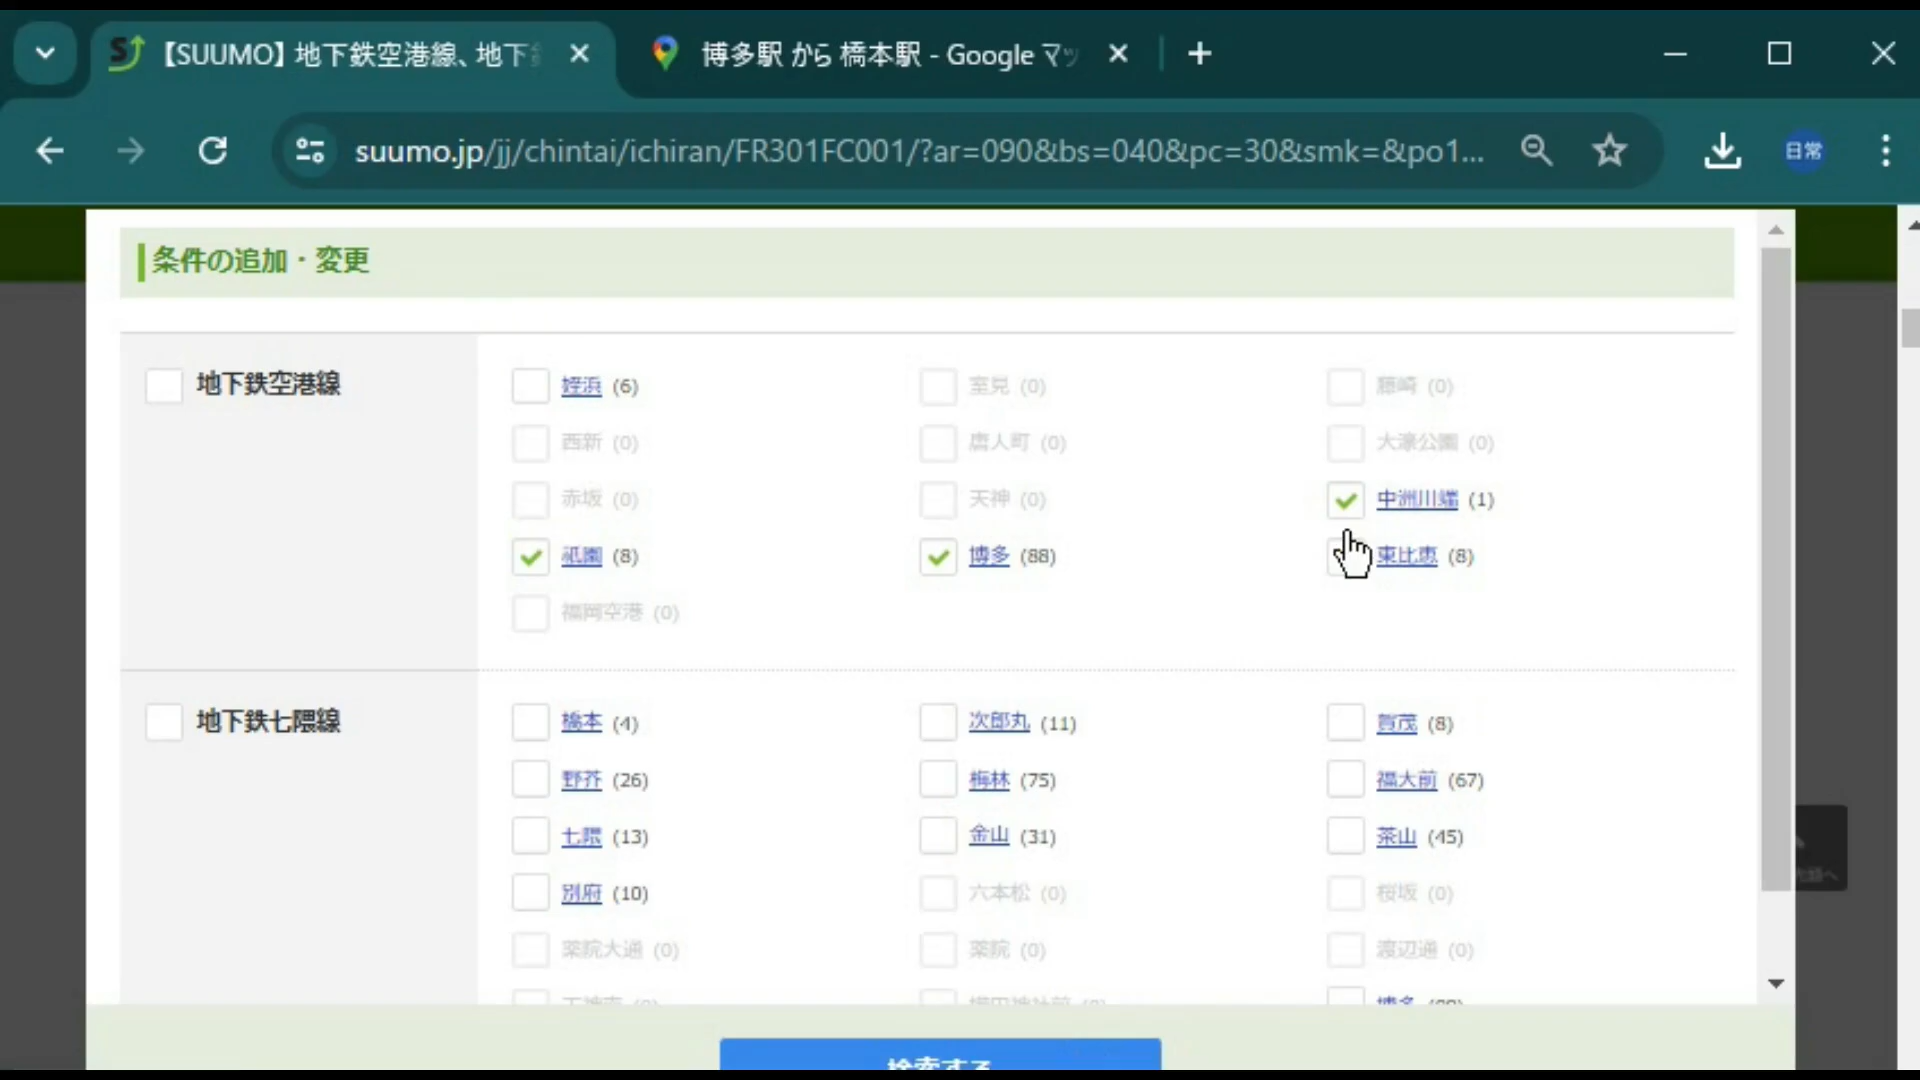 【SUUMO】地下鉄空港線、地下
博多駅 から 橋本駅 - Google マッ
suumo.jp/jj/chintai/ichiran/FR301FC001/?ar=090&bs=040&pc=30&smk=&po1...
日常
条件の追加・変更
地下鉄空港線
姪浜 (6)
室見 (0)
藤崎 (0)
西新 (0)
唐人町 (0)
大濠公園 (0)
赤坂 (0)
天神 (0)
中洲川端 (1)
祇園 (8)
博多 (88)
東比恵 (8)
福岡空港 (0)
地下鉄七隈線
橋本 (4)
次郎丸 (11)
賀茂 (8)
野芥 (26)
梅林 (75)
福大前 (67)
七隈 (13)
金山 (31)
茶山 (45)
別府 (10)
六本松 (0)
桜坂 (0)
薬院大通 (0)
薬院 (0)
渡辺通 (0)
検索する